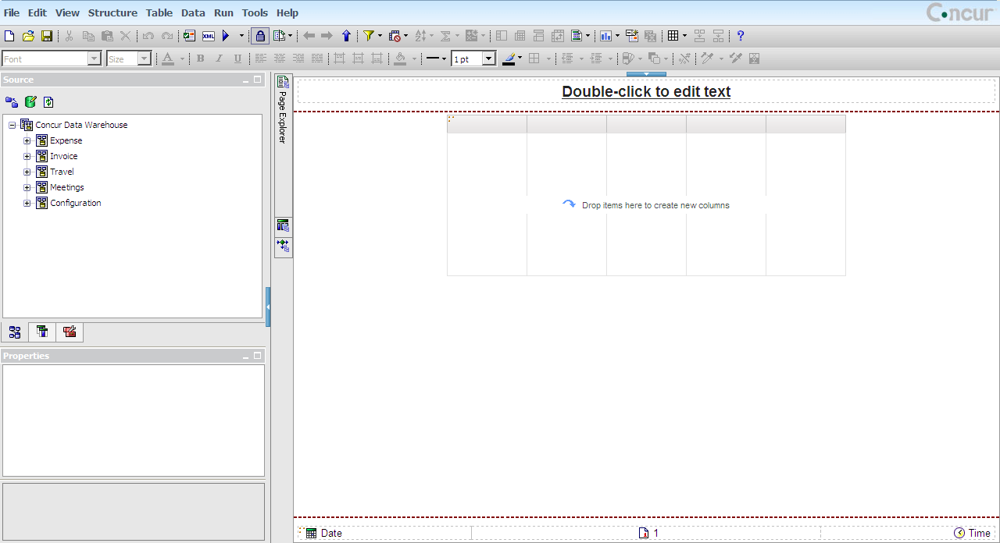 File Edit View Structure Table Data Run Tools Help
Concur
XML
Font Size A B I U 1 pt
Source
Page Explorer
Double-click to edit text
Concur Data Warehouse
Expense
Invoice
Travel
Meetings
Configuration
Drop items here to create new columns
Properties
Date 1 Time